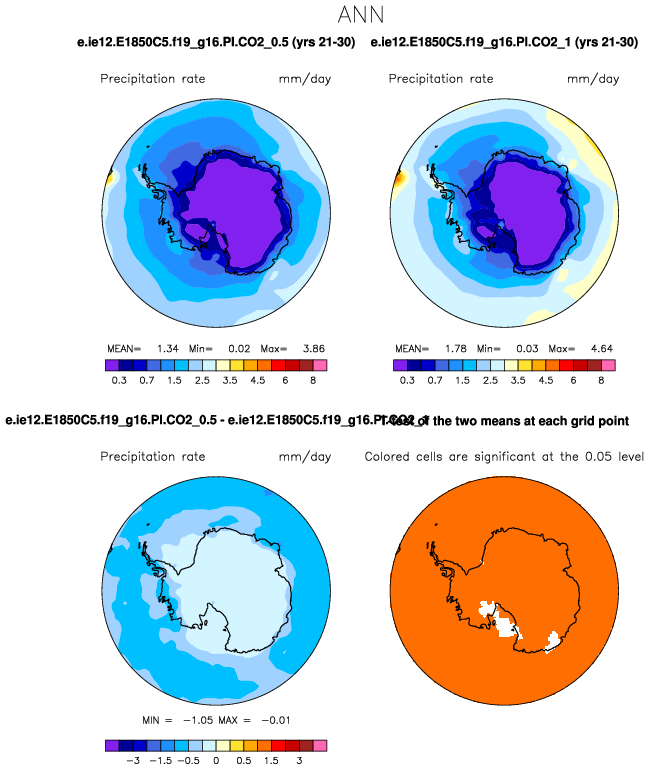 ANN
e.ie12.E1850C5.f19_g16.PI.CO2_0.5 (yrs 21-30)
e.ie12.E1850C5.f19_g16.PI.CO2_1 (yrs 21-30)
Precipitation rate mm/day
Precipitation rate mm/day
MEAN= 1.34 Min= 0.02 Max= 3.86
0.3 0.7 1.5 2.5 3.5 4.5 6 8
MEAN= 1.78 Min= 0.03 Max= 4.64
0.3 0.7 1.5 2.5 3.5 4.5 6 8
e.ie12.E1850C5.f19_g16.PI.CO2_0.5 - e.ie12.E1850C5.f19_g16.PI.CO2_1
T-Test of the two means at each grid point
Precipitation rate mm/day
Colored cells are significant at the 0.05 level
MIN = -1.05 MAX = -0.01
-3 -1.5 -0.5 0 0.5 1.5 3